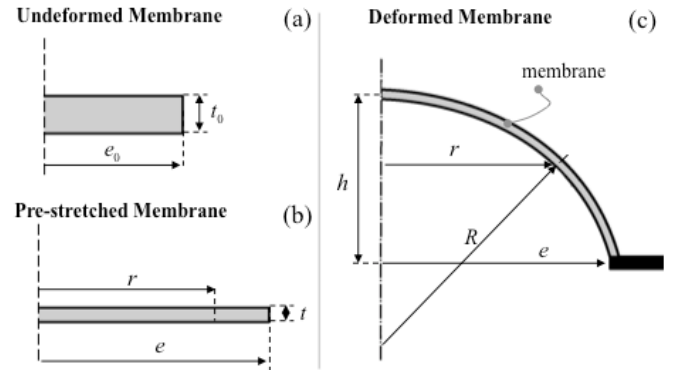 Undeformed Membrane (a)
t0
e0
Pre-stretched Membrane (b)
r
t
e
Deformed Membrane (c)
membrane
r
h
R
e